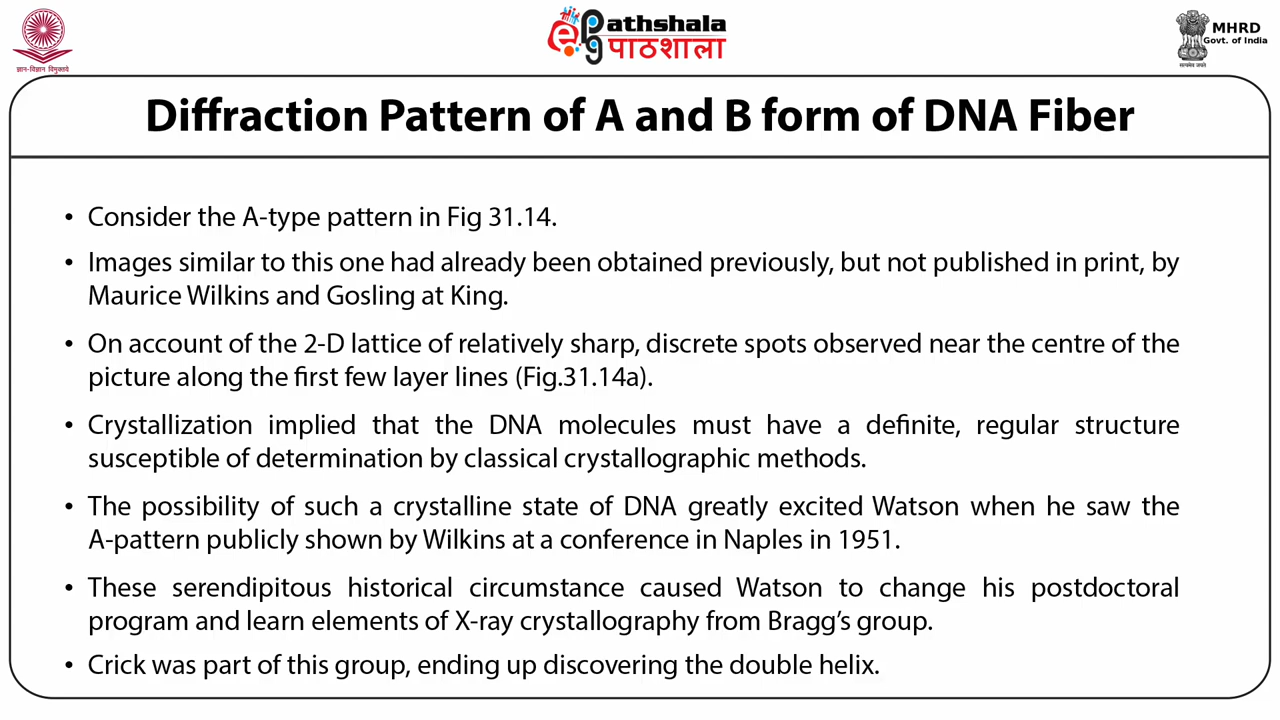 ज्ञान-विज्ञान विमुक्तये
ePg
athshala
पाठशाला
सत्यमेव जयते
MHRD
Govt. of India
Diffraction Pattern of A and B form of DNA Fiber
• Consider the A-type pattern in Fig 31.14.
• Images similar to this one had already been obtained previously, but not published in print, by
Maurice Wilkins and Gosling at King.
• On account of the 2-D lattice of relatively sharp, discrete spots observed near the centre of the
picture along the first few layer lines (Fig.31.14a).
• Crystallization implied that the DNA molecules must have a definite, regular structure
susceptible of determination by classical crystallographic methods.
• The possibility of such a crystalline state of DNA greatly excited Watson when he saw the
A-pattern publicly shown by Wilkins at a conference in Naples in 1951.
• These serendipitous historical circumstance caused Watson to change his postdoctoral
program and learn elements of X-ray crystallography from Bragg’s group.
• Crick was part of this group, ending up discovering the double helix.